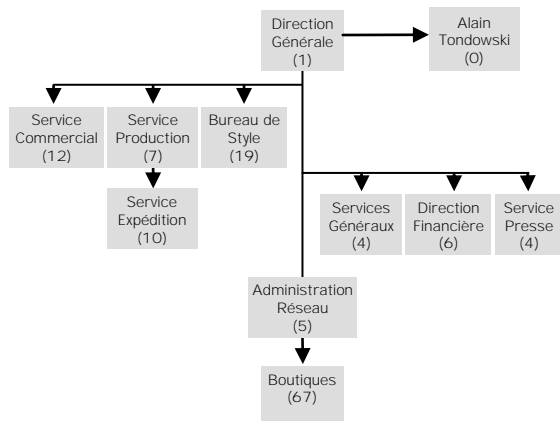 Direction
Générale
(1)
Alain
Tondowski
(0)
Service
Commercial
(12)
Service
Production
(7)
Bureau de
Style
(19)
Service
Expédition
(10)
Services
Généraux
(4)
Direction
Financière
(6)
Service
Presse
(4)
Administration
Réseau
(5)
Boutiques
(67)